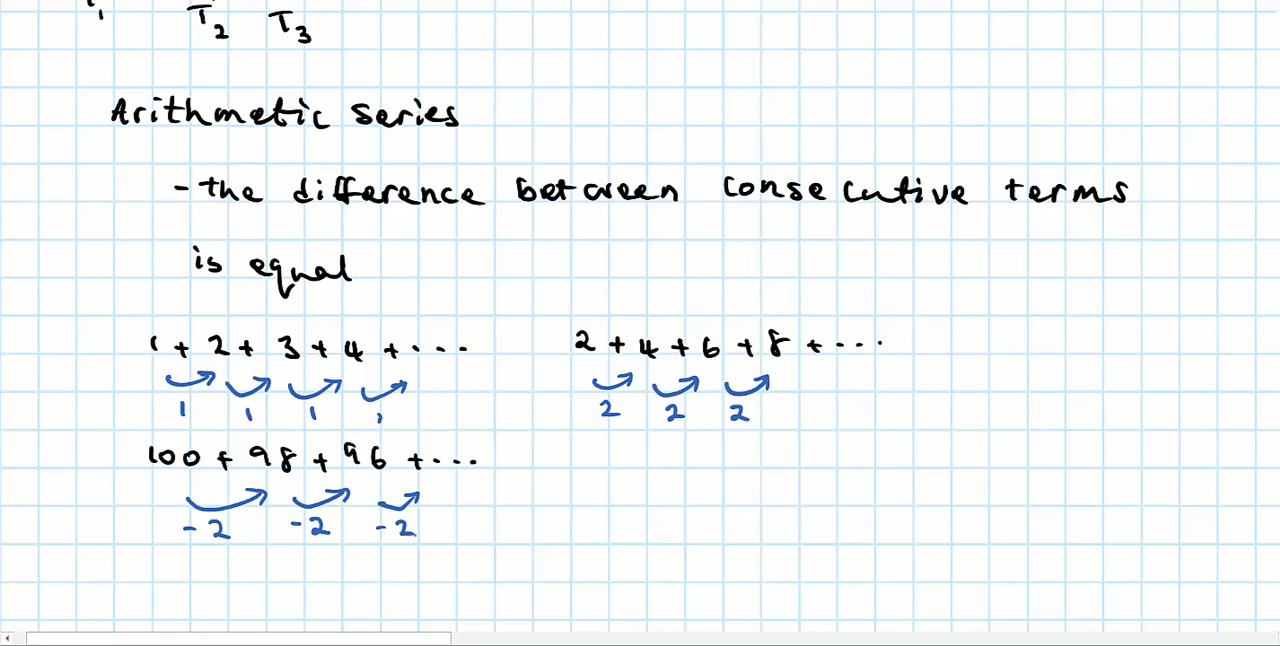 T₂ T₃
Arithmetic series
- the difference between consecutive terms
is equal
1 + 2 + 3 + 4 + ...
1 1 1 1
2 + 4 + 6 + 8 + ...
2 2 2
100 + 98 + 96 + ...
-2 -2 -2